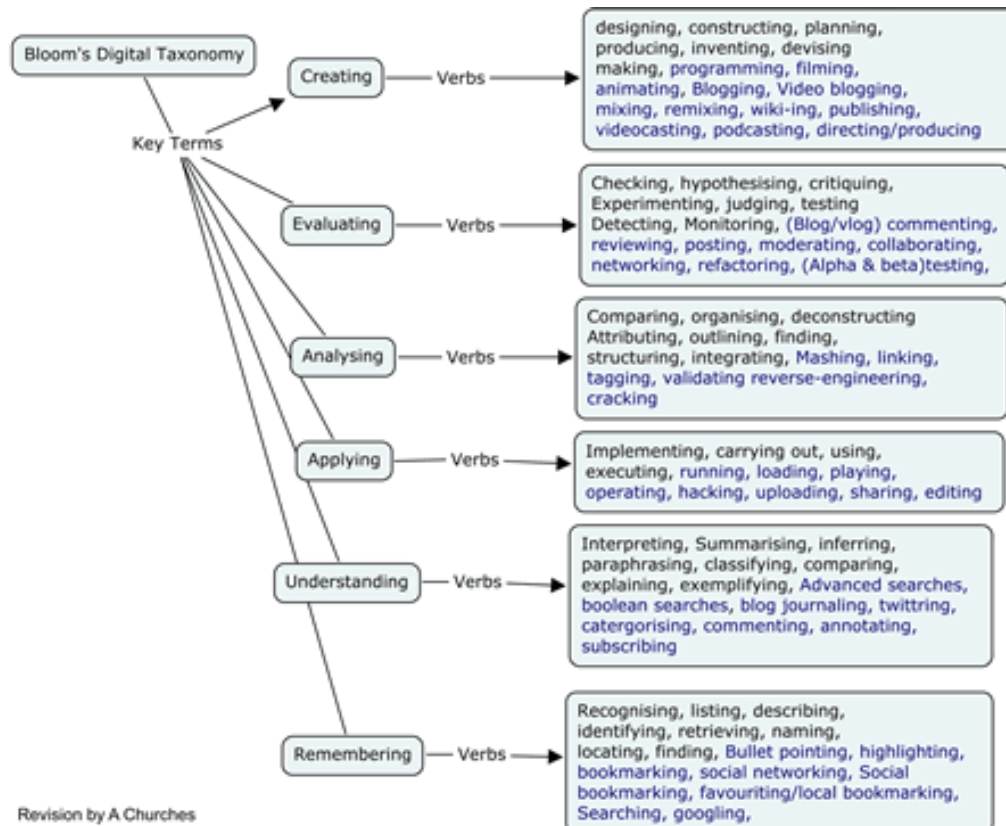 Bloom's Digital Taxonomy
Key Terms
Creating
Verbs
designing, constructing, planning,
producing, inventing, devising
making, programming, filming,
animating, Blogging, Video blogging,
mixing, remixing, wiki-ing, publishing,
videocasting, podcasting, directing/producing
Evaluating
Verbs
Checking, hypothesising, critiquing,
Experimenting, judging, testing
Detecting, Monitoring, (Blog/vlog) commenting,
reviewing, posting, moderating, collaborating,
networking, refactoring, (Alpha & beta)testing,
Analysing
Verbs
Comparing, organising, deconstructing
Attributing, outlining, finding,
structuring, integrating, Mashing, linking,
tagging, validating reverse-engineering,
cracking
Applying
Verbs
Implementing, carrying out, using,
executing, running, loading, playing,
operating, hacking, uploading, sharing, editing
Understanding
Verbs
Interpreting, Summarising, inferring,
paraphrasing, classifying, comparing,
explaining, exemplifying, Advanced searches,
boolean searches, blog journaling, twittring,
catergorising, commenting, annotating,
subscribing
Remembering
Verbs
Recognising, listing, describing,
identifying, retrieving, naming,
locating, finding, Bullet pointing, highlighting,
bookmarking, social networking, Social
bookmarking, favouriting/local bookmarking,
Searching, googling,
Revision by A Churches